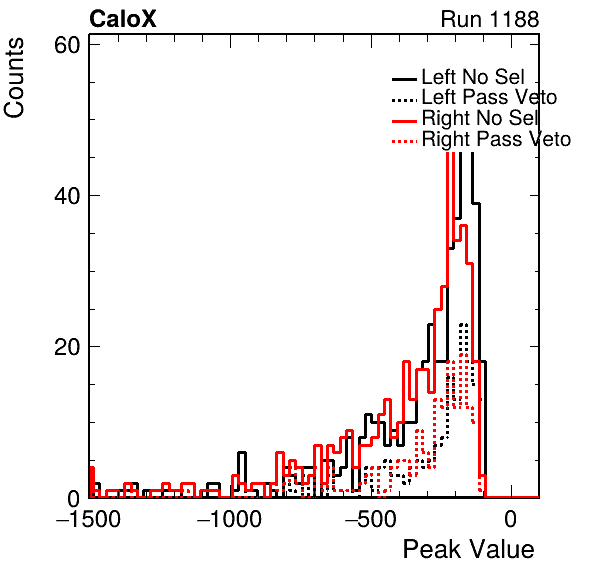 CaloX Run 1188
Counts
60
Left No Sel
Left Pass Veto
Right No Sel
Right Pass Veto
40
20
0
−1500 −1000 −500 0
Peak Value